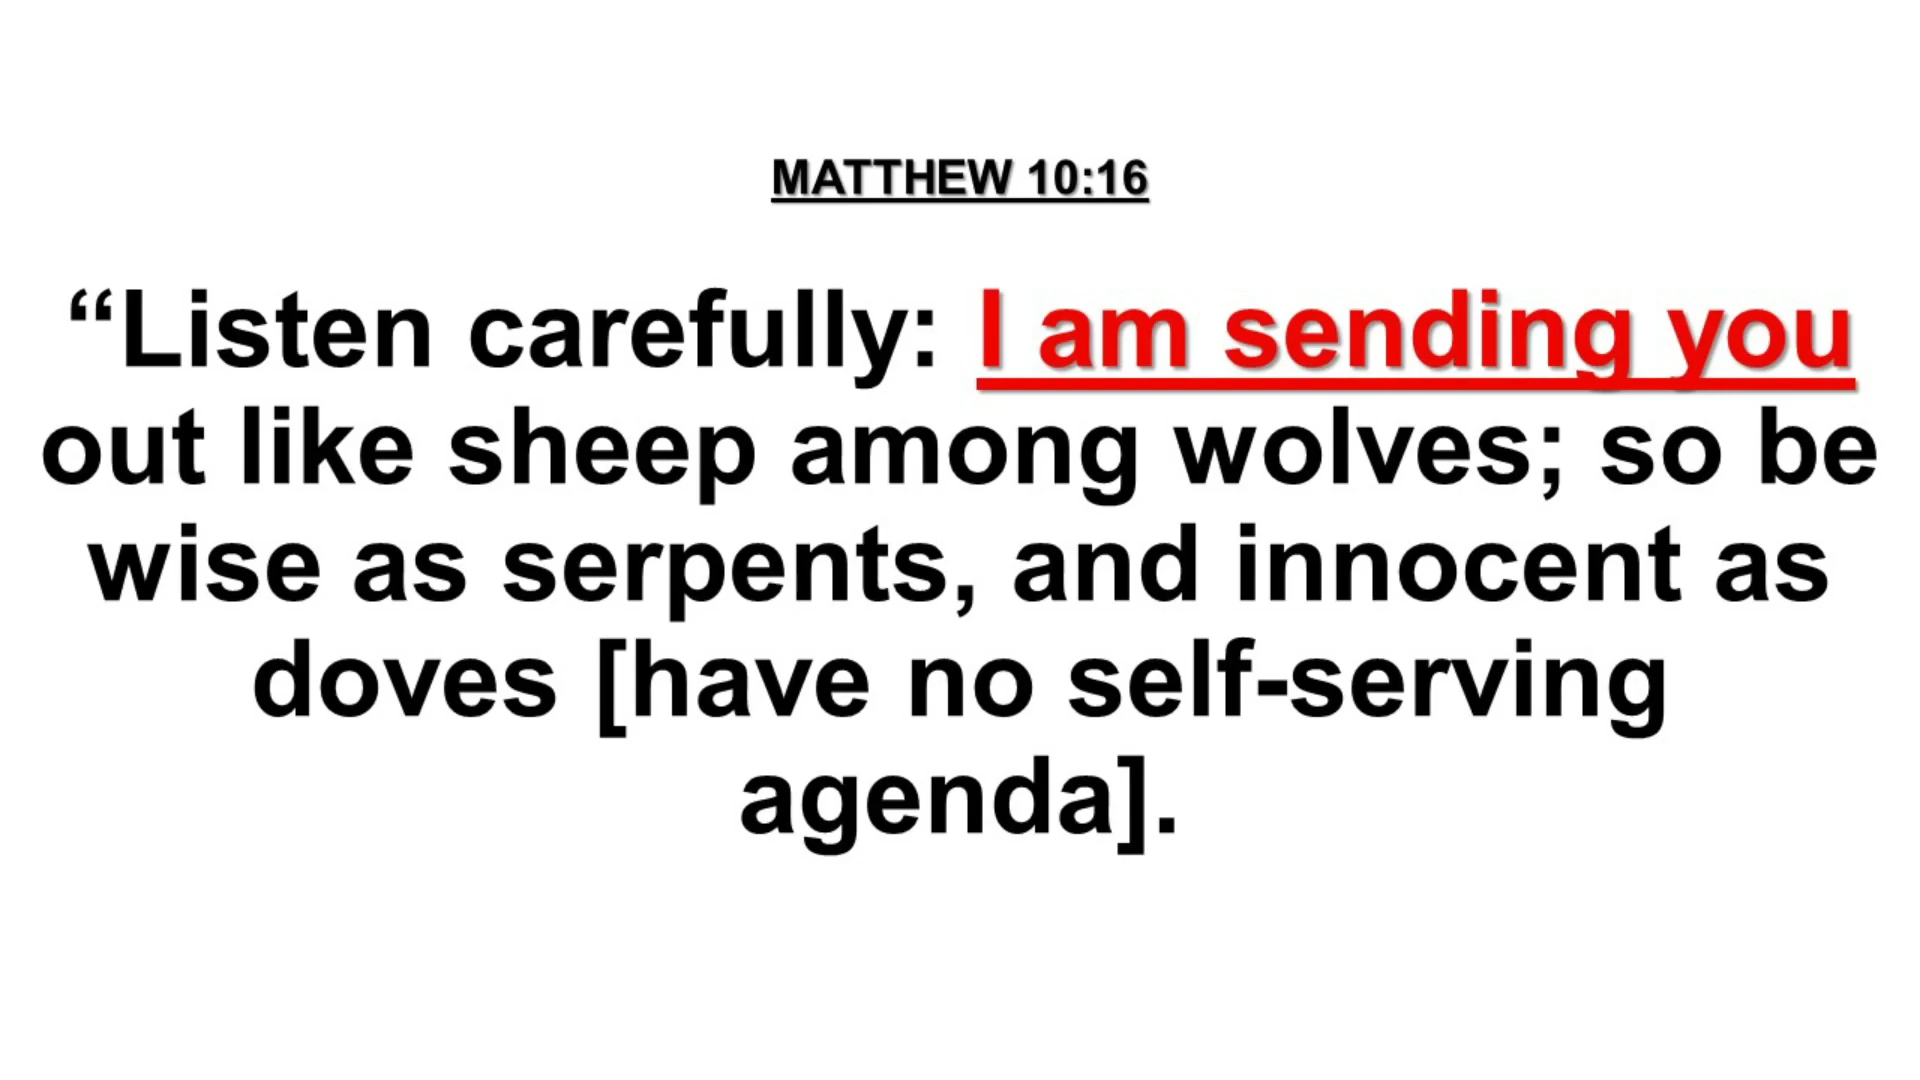 MATTHEW 10:16
“Listen carefully: I am sending you
out like sheep among wolves; so be
wise as serpents, and innocent as
doves [have no self-serving
agenda].